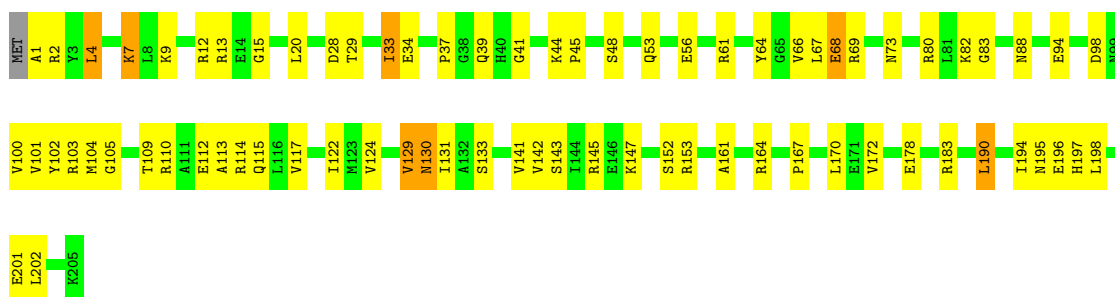 MET A1 R2 Y3 L4 K7 L8 K9 R12 R13 E14 G15 L20 D28 T29 I33 E34 P37 G38 Q39 H40 G41 K44 P45 S48 Q53 E56 R61 Y64 G65 V66 L67 E68 R69 N73 R80 L81 K82 G83 N88 E94 D98 N99
V100 V101 Y102 R103 M104 G105 T109 R110 A111 E112 A113 R114 Q115 L116 V117 I122 M123 V124 V129 N130 I131 A132 S133 V141 V142 S143 I144 R145 E146 K147 S152 R153 A161 R164 P167 L170 E171 V172 E178 R183 L190 I194 N195 E196 H197 L198
E201 L202 K205